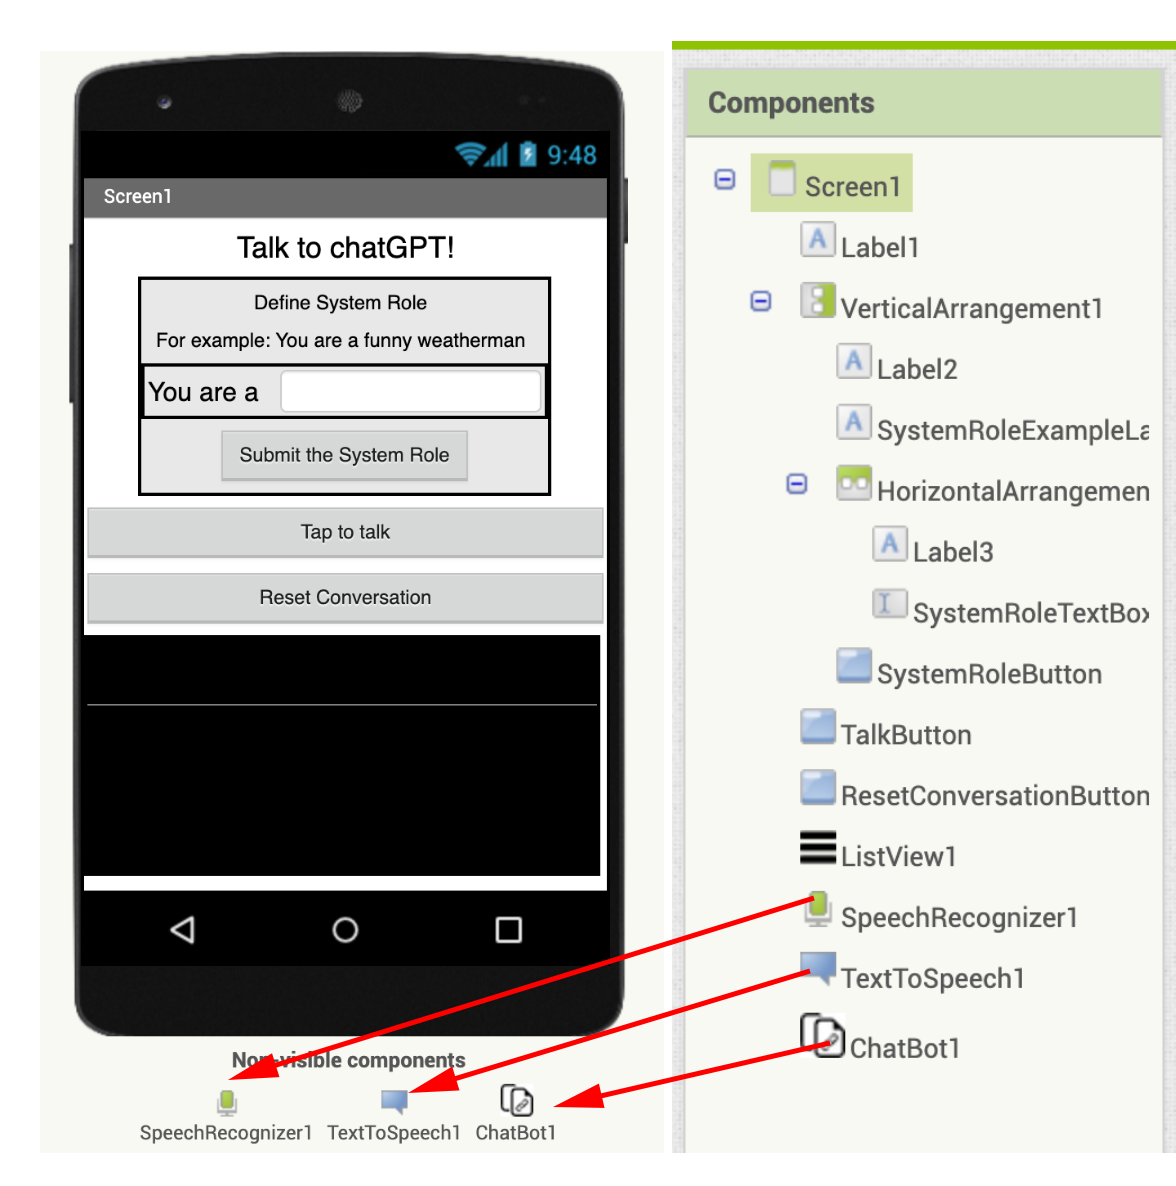 9:48
Screen1
Talk to chatGPT!
Define System Role
For example: You are a funny weatherman
You are a
Submit the System Role
Tap to talk
Reset Conversation
Non-visible components
SpeechRecognizer1 TextToSpeech1 ChatBot1
Components
Screen1
Label1
VerticalArrangement1
Label2
SystemRoleExampleLa
HorizontalArrangemen
Label3
SystemRoleTextBox
SystemRoleButton
TalkButton
ResetConversationButton
ListView1
SpeechRecognizer1
TextToSpeech1
ChatBot1